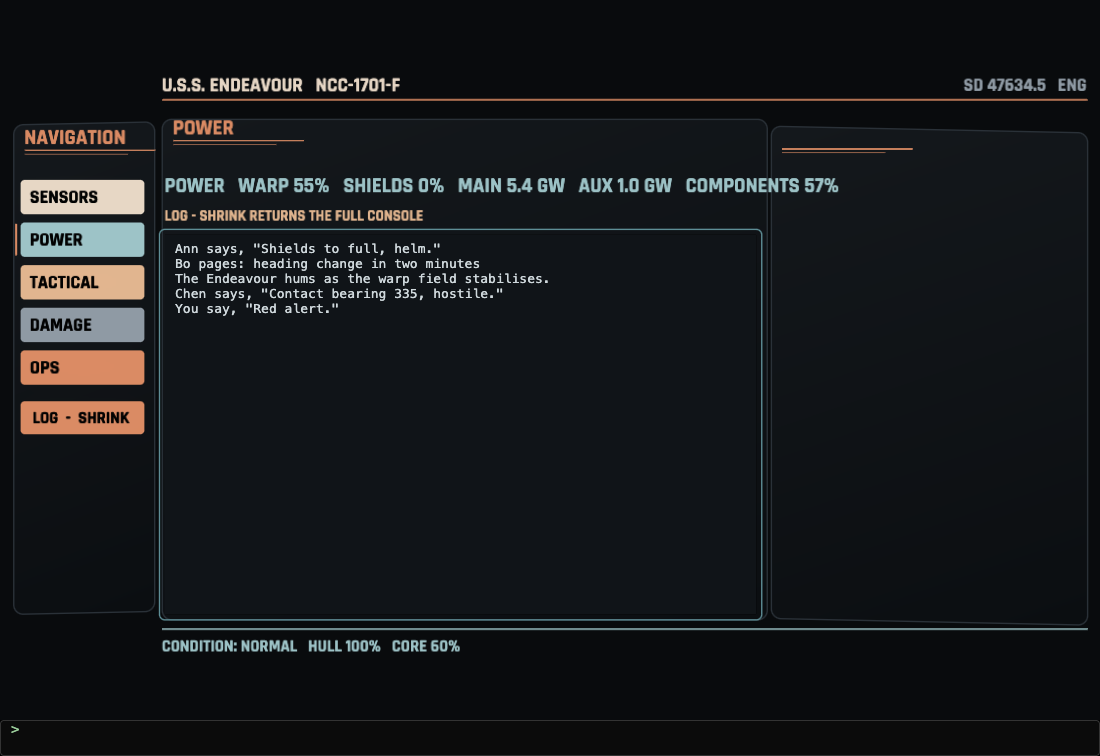 U.S.S. ENDEAVOUR NCC-1701-F
SD 47634.5 ENG
NAVIGATION
SENSORS
POWER
TACTICAL
DAMAGE
OPS
LOG - SHRINK
POWER
POWER WARP 55% SHIELDS 0% MAIN 5.4 GW AUX 1.0 GW COMPONENTS 57%
LOG - SHRINK RETURNS THE FULL CONSOLE
Ann says, "Shields to full, helm."
Bo pages: heading change in two minutes
The Endeavour hums as the warp field stabilises.
Chen says, "Contact bearing 335, hostile."
You say, "Red alert."
CONDITION: NORMAL HULL 100% CORE 60%
>